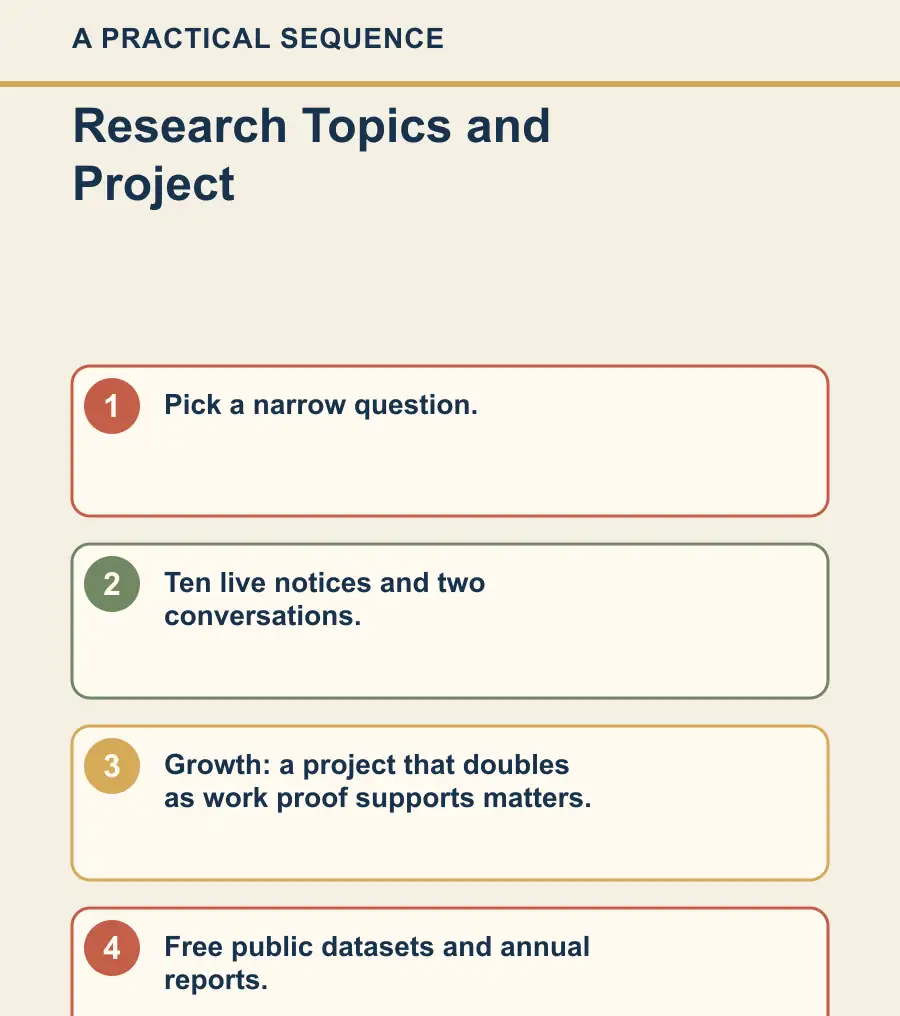 A PRACTICAL SEQUENCE
Research Topics and
Project
1
Pick a narrow question.
2
Ten live notices and two
conversations.
3
Growth: a project that doubles
as work proof supports matters.
4
Free public datasets and annual
reports.